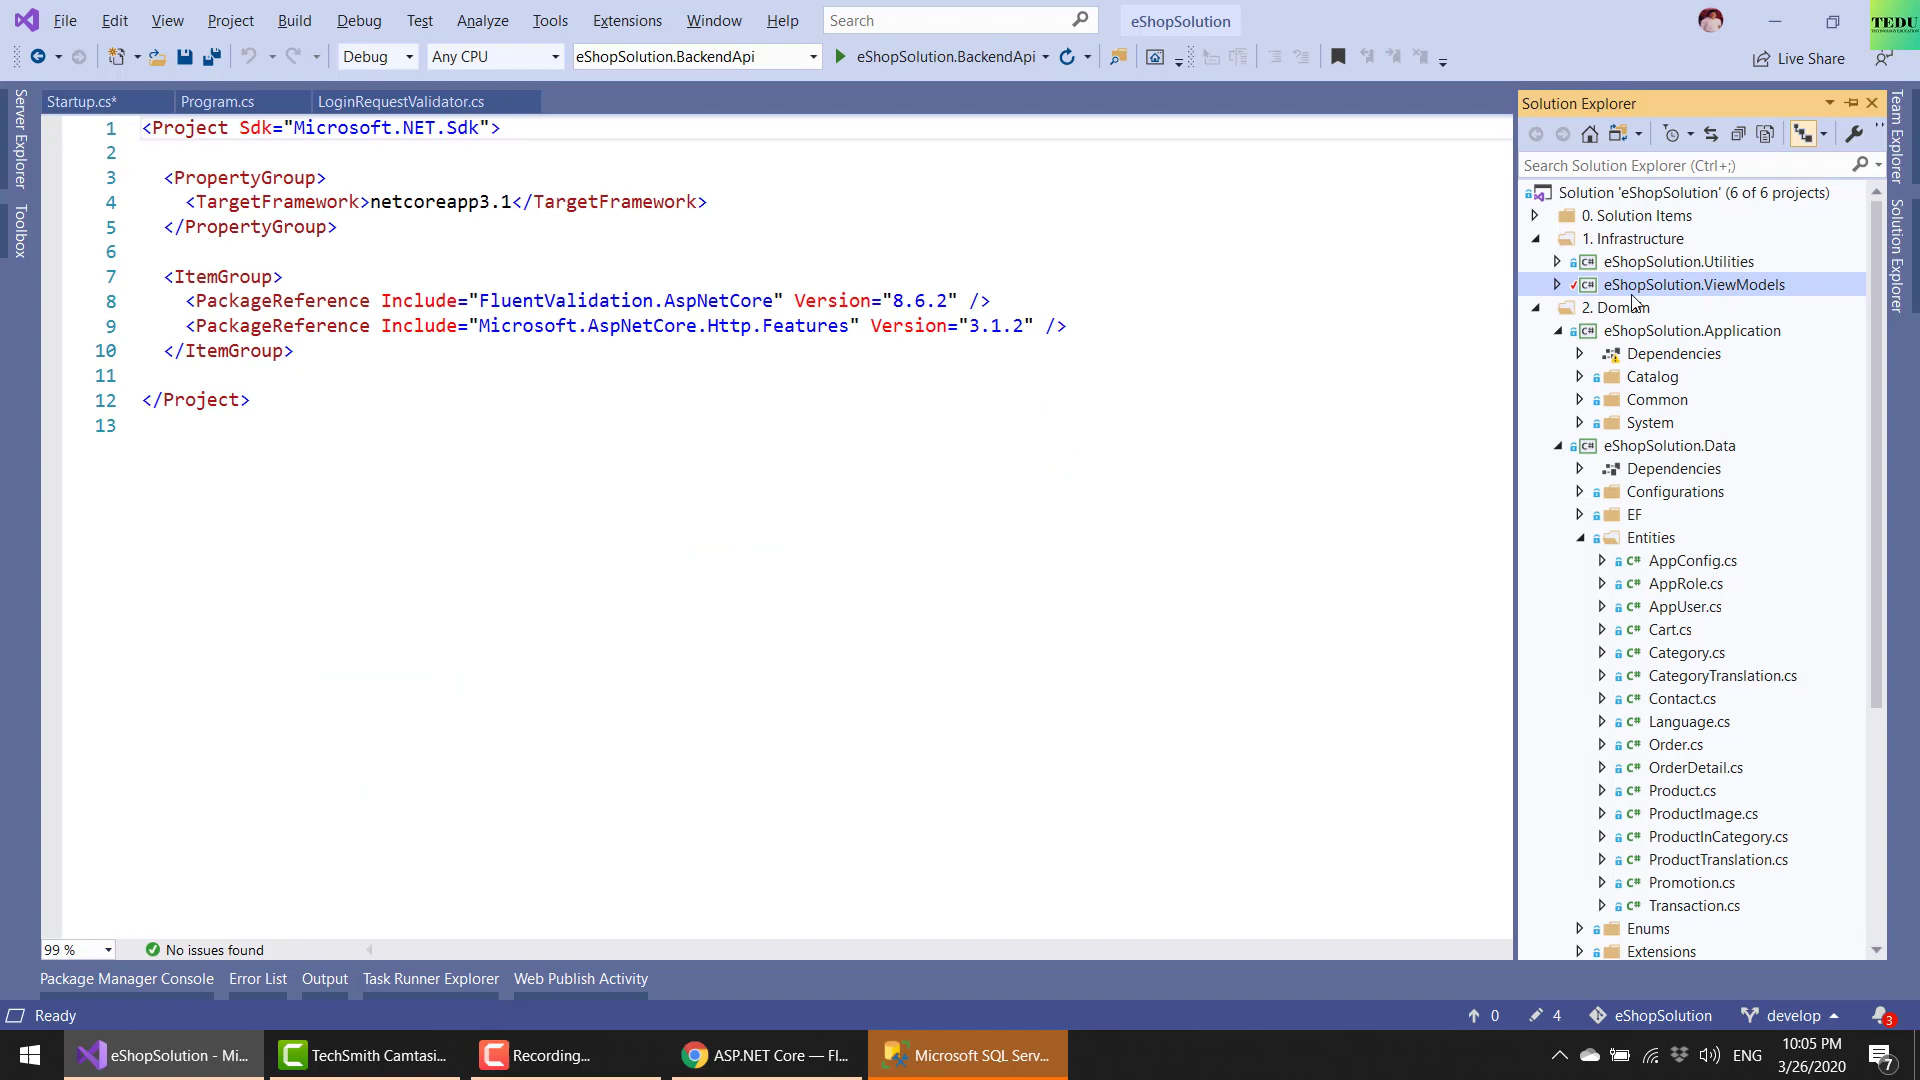 File Edit View Project Build Debug Test Analyze Tools Extensions Window Help Search eShopSolution
TEDU
Debug Any CPU eShopSolution.BackendApi eShopSolution.BackendApi Live Share
Server Explorer
Toolbox
Startup.cs* Program.cs LoginRequestValidator.cs
1 <Project Sdk="Microsoft.NET.Sdk">
2
3 <PropertyGroup>
4 <TargetFramework>netcoreapp3.1</TargetFramework>
5 </PropertyGroup>
6
7 <ItemGroup>
8 <PackageReference Include="FluentValidation.AspNetCore" Version="8.6.2" />
9 <PackageReference Include="Microsoft.AspNetCore.Http.Features" Version="3.1.2" />
10 </ItemGroup>
11
12 </Project>
13
99 % No issues found
Solution Explorer
Search Solution Explorer (Ctrl+;)
Solution 'eShopSolution' (6 of 6 projects)
0. Solution Items
1. Infrastructure
eShopSolution.Utilities
eShopSolution.ViewModels
2. Domain
eShopSolution.Application
Dependencies
Catalog
Common
System
eShopSolution.Data
Dependencies
Configurations
EF
Entities
AppConfig.cs
AppRole.cs
AppUser.cs
Cart.cs
Category.cs
CategoryTranslation.cs
Contact.cs
Language.cs
Order.cs
OrderDetail.cs
Product.cs
ProductImage.cs
ProductInCategory.cs
ProductTranslation.cs
Promotion.cs
Transaction.cs
Enums
Extensions
Team Explorer
Solution Explorer
Package Manager Console Error List Output Task Runner Explorer Web Publish Activity
Ready 0 4 eShopSolution develop 3
eShopSolution - Mi... TechSmith Camtasi... Recording... ASP.NET Core — Fl... Microsoft SQL Serv... ENG 10:05 PM
3/26/2020 7